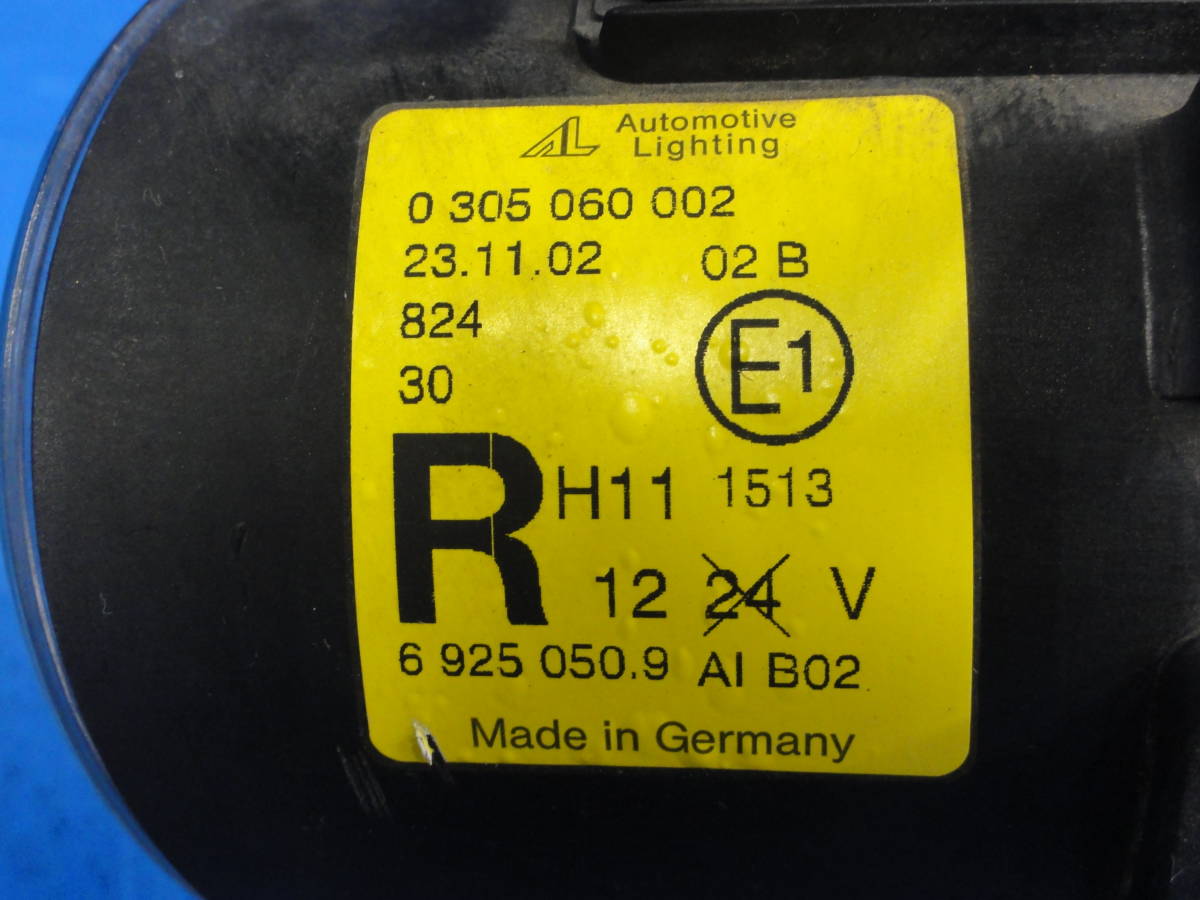 AL Automotive
Lighting
0 305 060 002
23.11.02 02 B
824
30
E1
R H11 1513
12 24 V
6 925 050.9 AI B02
Made in Germany